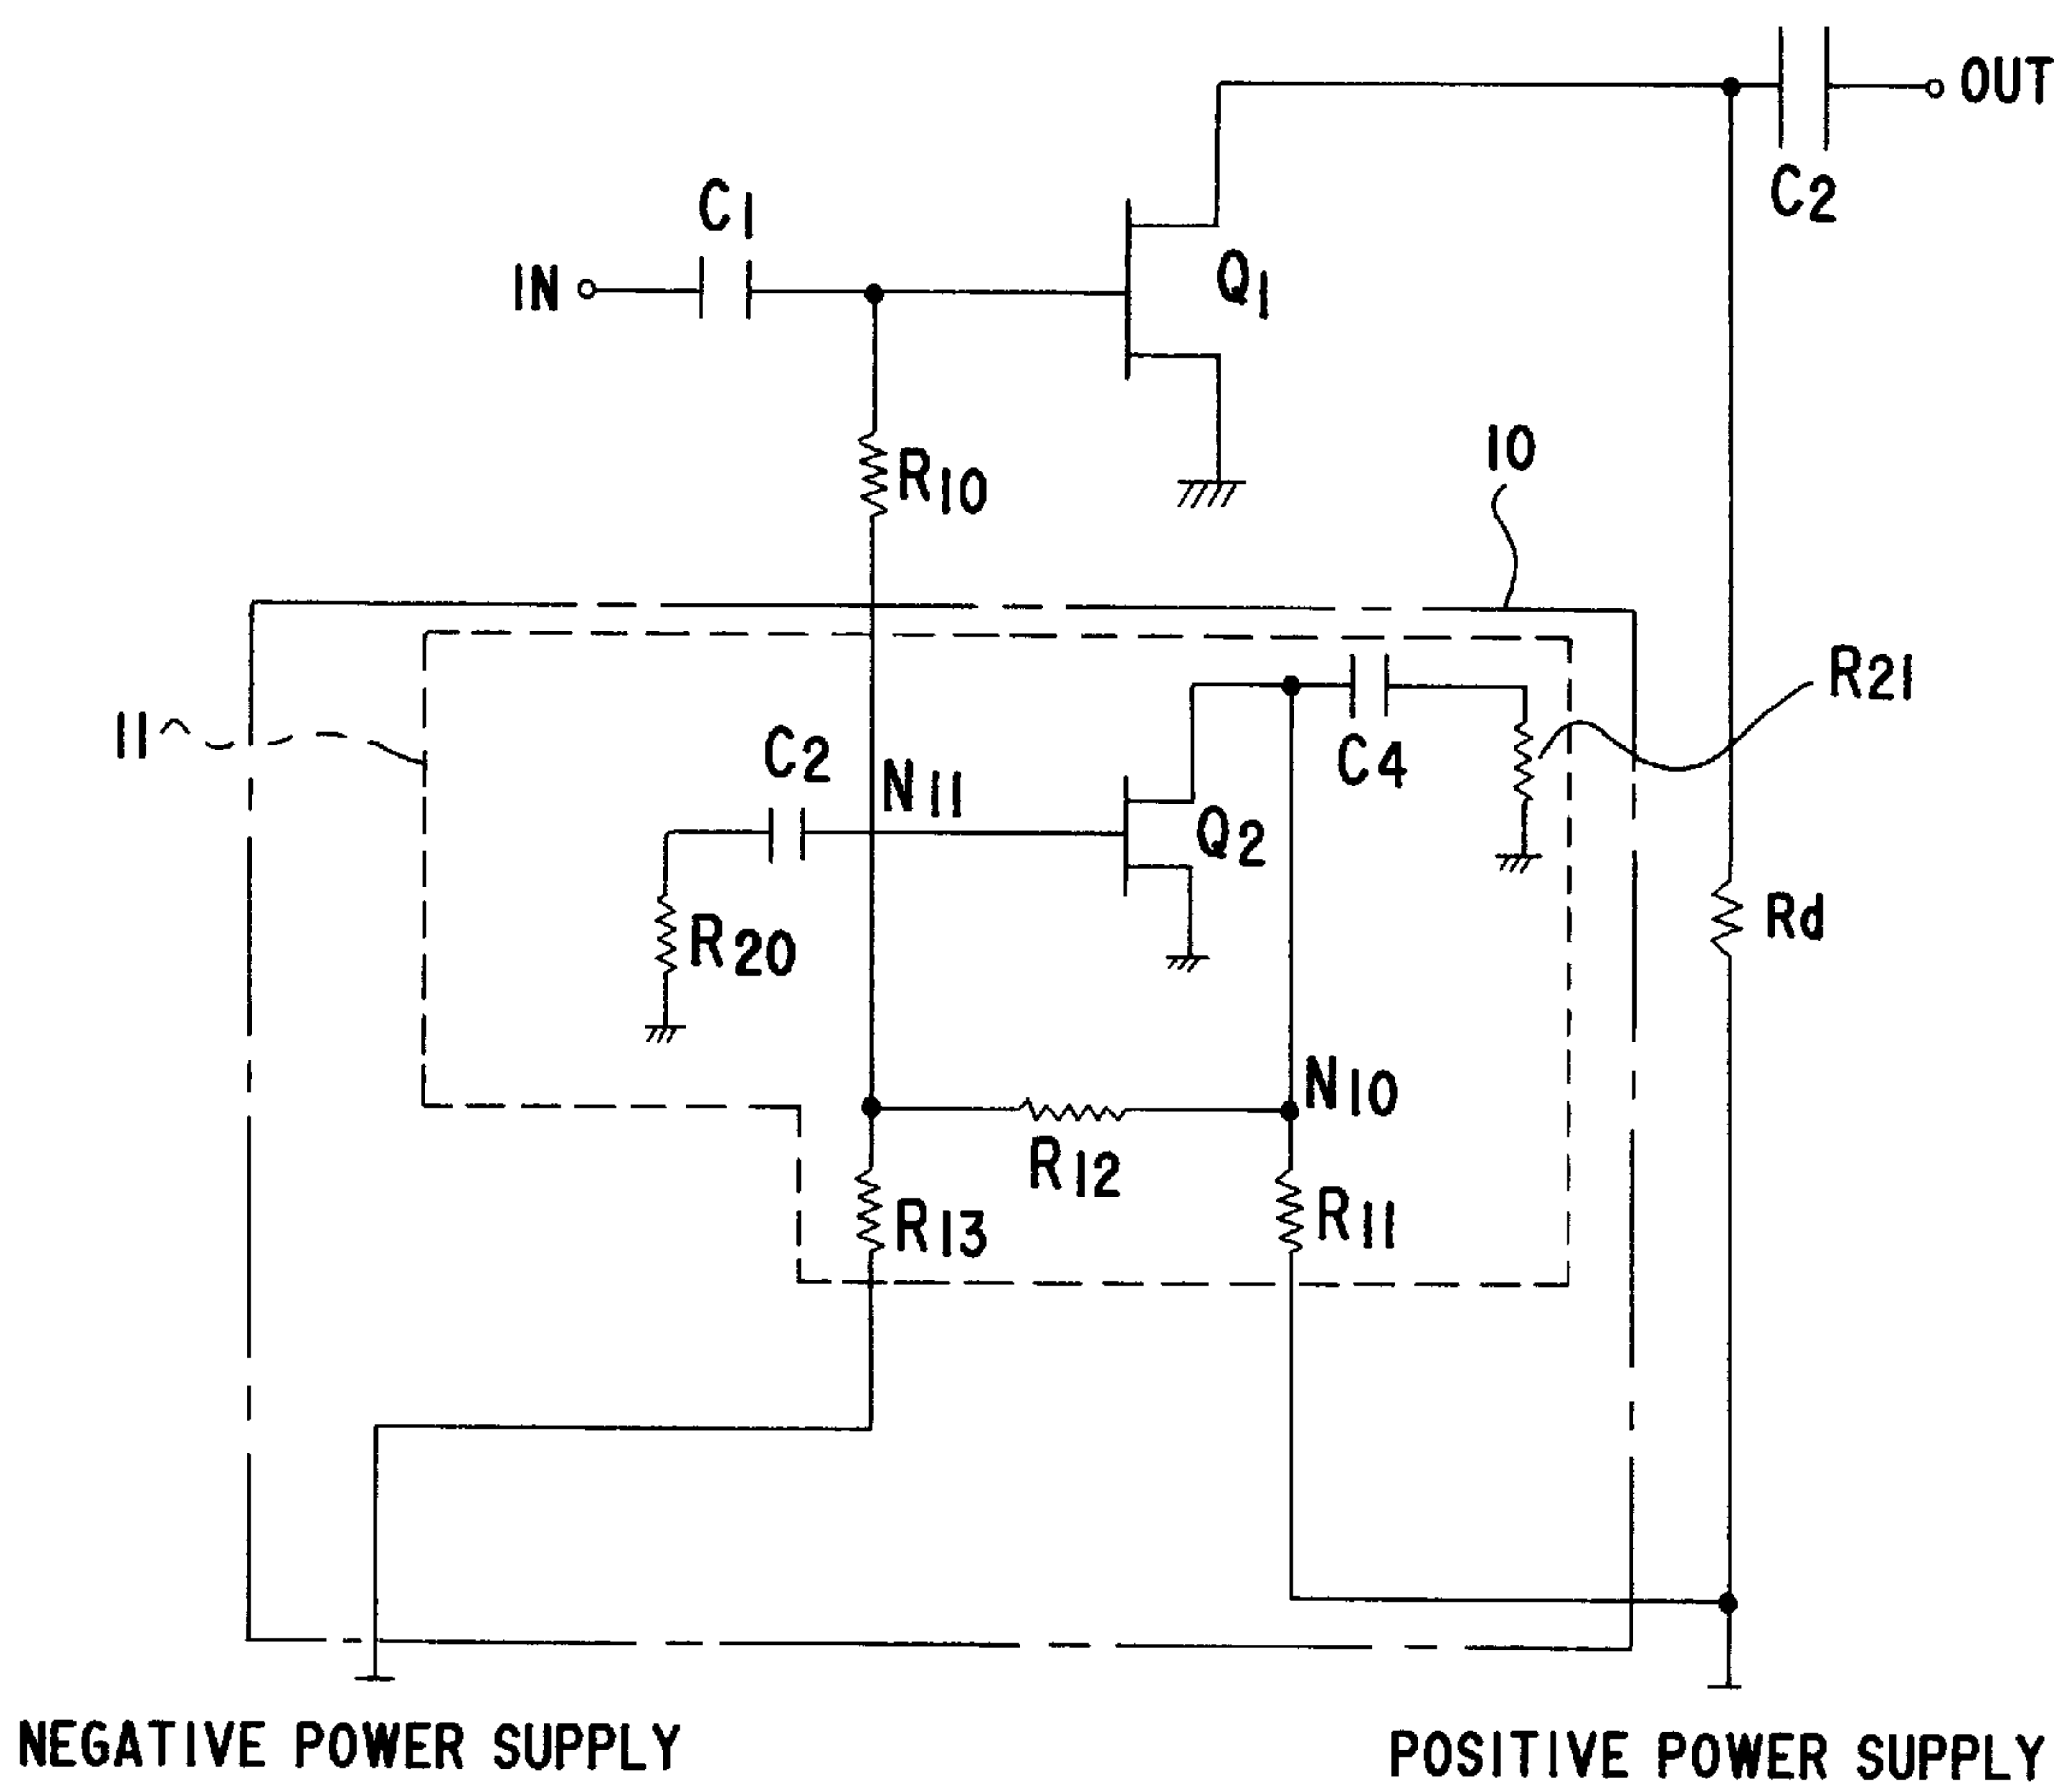 OUT
C2
C1
IN
Q1
R10
10
R21
11
C2
N11
C4
Q2
R20
N10
R12
R13
R11
Rd
NEGATIVE POWER SUPPLY
POSITIVE POWER SUPPLY